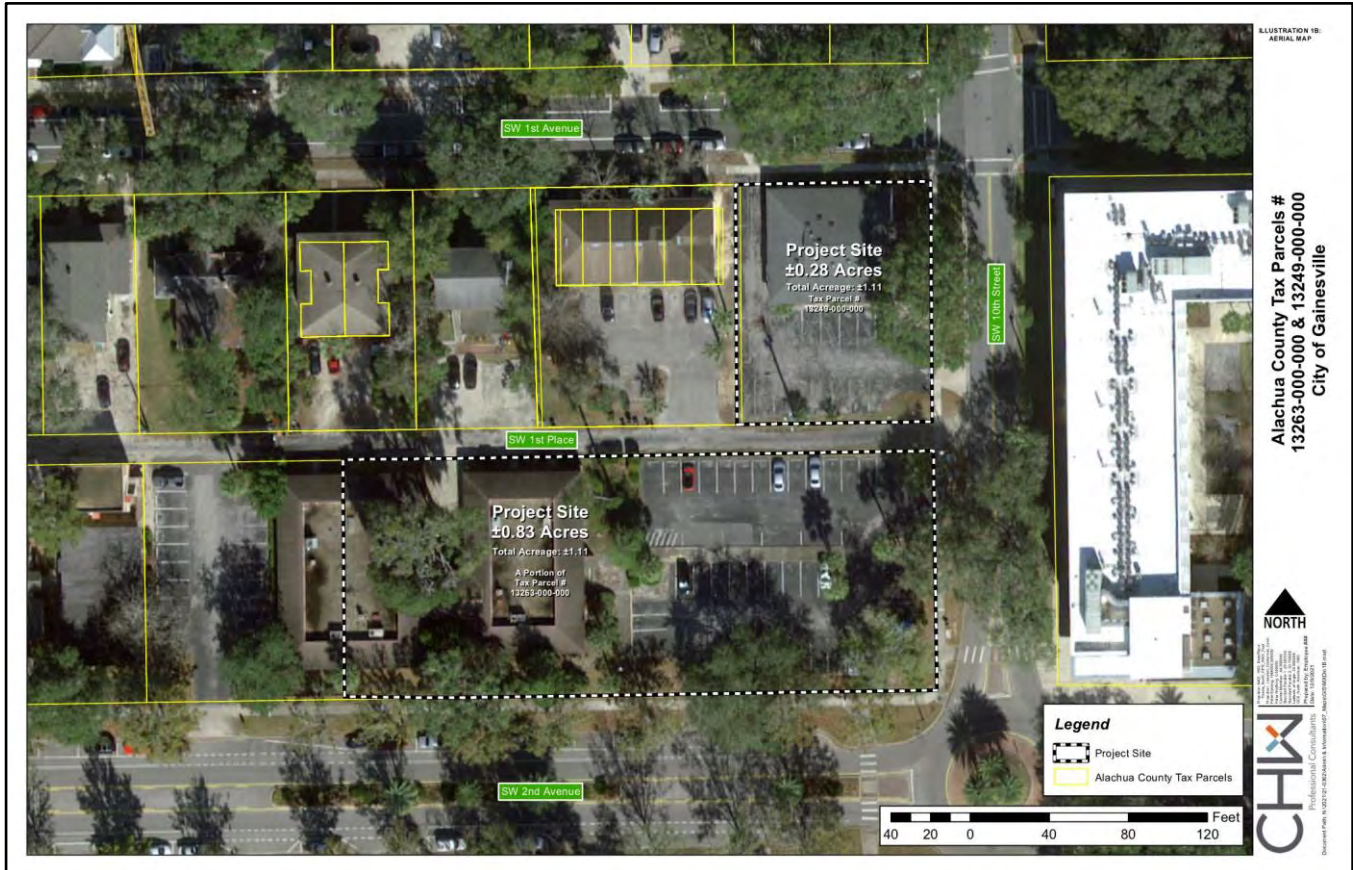 ILLUSTRATION 1B:
AERIAL MAP
SW 1st Avenue
Project Site
±0.28 Acres
Total Acreage: ±1.11
Tax Parcel #
13249-000-000
SW 10th Street
SW 1st Place
Project Site
±0.83 Acres
Total Acreage: ±1.11
A Portion of
Tax Parcel #
13263-000-000
SW 2nd Avenue
Legend
Project Site
Alachua County Tax Parcels
40 20 0 40 80 120 Feet
Alachua County Tax Parcels #
13263-000-000 & 13249-000-000
City of Gainesville
NORTH
CHW
Professional Consultants